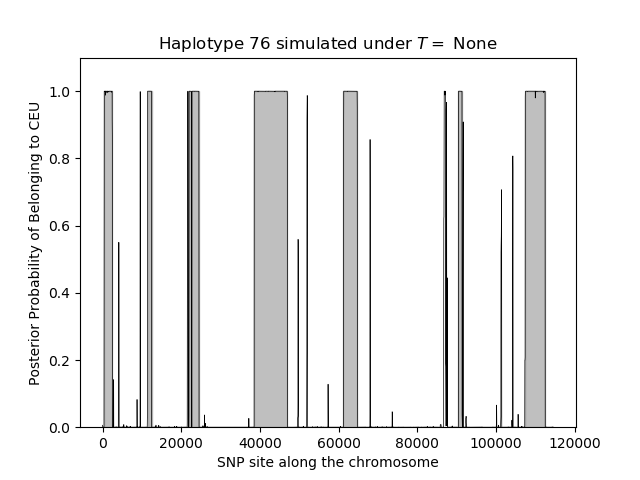 Haplotype 76 simulated under T = None
Posterior Probability of Belonging to CEU
1.0
0.8
0.6
0.4
0.2
0.0
0 20000 40000 60000 80000 100000 120000
SNP site along the chromosome